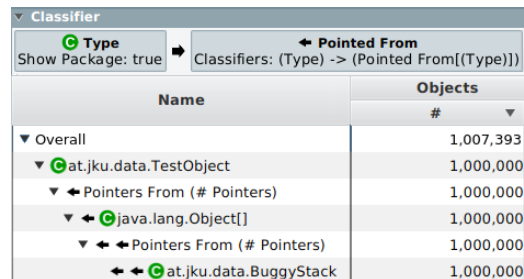 Classifier
Type
Show Package: true
Pointed From
Classifiers: (Type) -> (Pointed From[(Type)])
Name
Objects
#
Overall 1,007,393
at.jku.data.TestObject 1,000,000
Pointers From (# Pointers) 1,000,000
java.lang.Object[] 1,000,000
Pointers From (# Pointers) 1,000,000
at.jku.data.BuggyStack 1,000,000